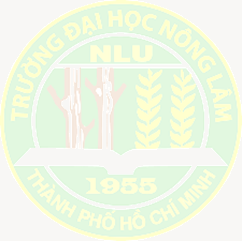 TRƯỜNG ĐẠI HỌC NÔNG LÂM
NLU
1955
THÀNH PHỐ HỒ CHÍ MINH